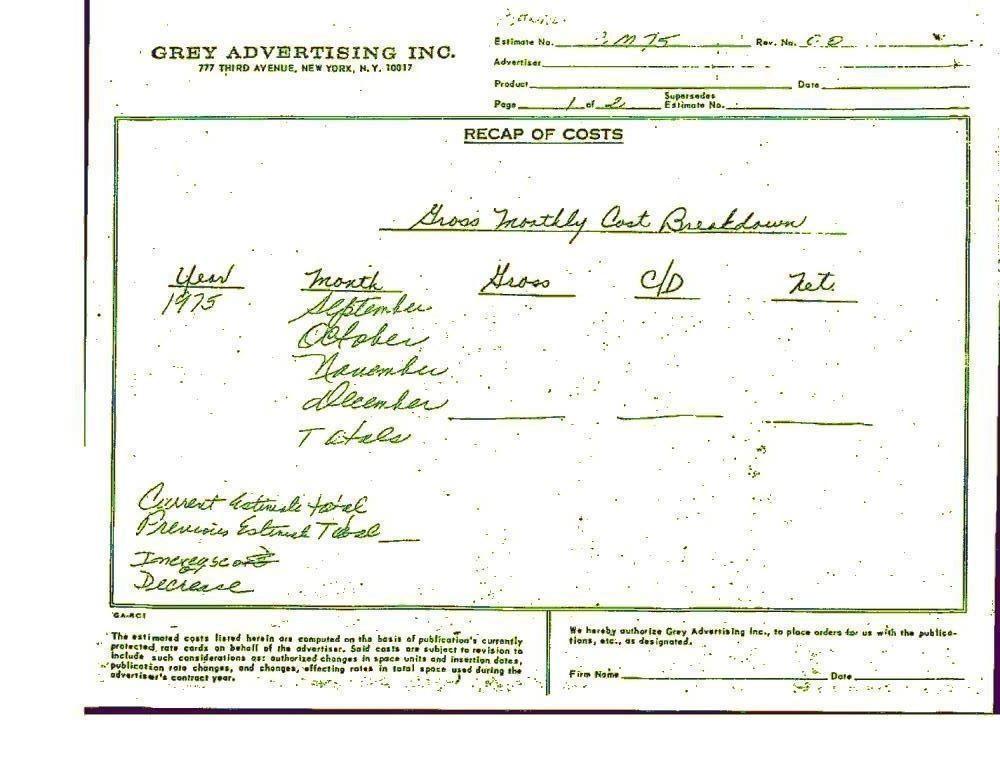 GREY ADVERTISING INC.
777 THIRD AVENUE, NEW YORK, N.Y. 10017
Estimate No. M 75 Rev. No.
Advertiser
Product Date
Page 1 of 2 Supersedes Estimate No.
RECAP OF COSTS
Gross Monthly Cost Breakdown
Year Month Gross C/D Net
1975 September
October
November
December
Totals
Current Estimate total
Previous Estimate Total
Increase or
Decrease
GA-RC1
The estimated costs listed herein are computed on the basis of publication's currently
protected rate cards on behalf of the advertiser. Said costs are subject to revision to
include such considerations as: authorized changes in space units and insertion dates,
publication rate changes, and changes, effecting rates in total space used during the
advertiser's contract year.
We hereby authorize Grey Advertising Inc., to place orders for us with the publica-
tions, etc., as designated.
Firm Name Date